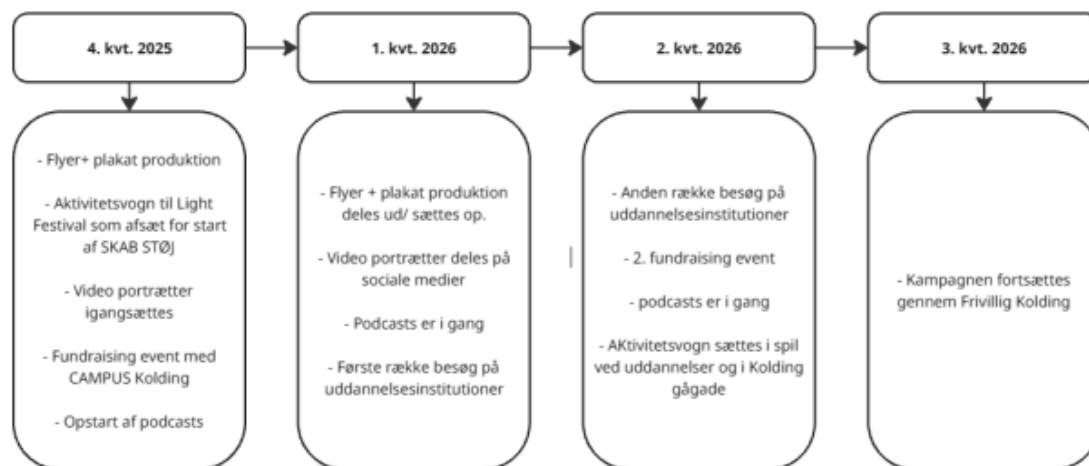 4. kvt. 2025
1. kvt. 2026
2. kvt. 2026
3. kvt. 2026
- Flyer+ plakat produktion
- Aktivitetsvogn til Light
Festival som afsæt for start
af SKAB STØJ
- Video portrætter
igangsættes
- Fundraising event med
CAMPUS Kolding
- Opstart af podcasts
- Flyer + plakat produktion
deles ud/ sættes op.
- Video portrætter deles på
sociale medier
- Podcasts er i gang
- Første række besøg på
uddannelsesinstitutioner
- Anden række besøg på
uddannelsesinstitutioner
- 2. fundraising event
- podcasts er i gang
- AKtivitetsvogn sættes i spil
ved uddannelser og i Kolding
gågade
- Kampagnen fortsættes
gennem Frivillig Kolding